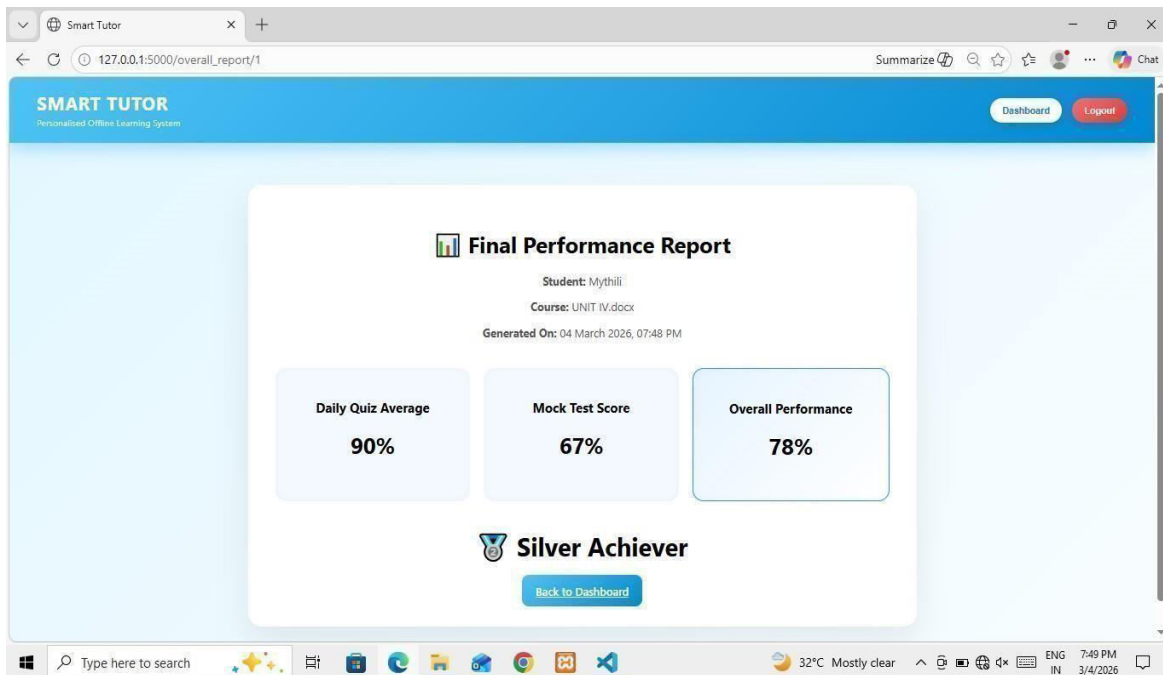 Smart Tutor
127.0.0.1:5000/overall_report/1
Summarize
Chat
SMART TUTOR
Personalised Offline Learning System
Dashboard
Logout
Final Performance Report
Student: Mythili
Course: UNIT IV.docx
Generated On: 04 March 2026, 07:48 PM
Daily Quiz Average
90%
Mock Test Score
67%
Overall Performance
78%
2
Silver Achiever
Back to Dashboard
Type here to search
32°C Mostly clear
ENG
IN
7:49 PM
3/4/2026